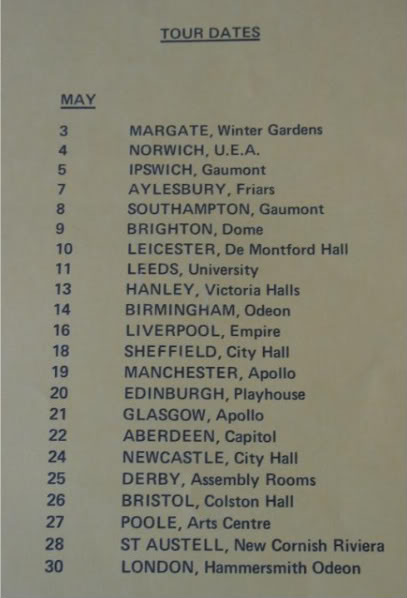 TOUR DATES
MAY
3 MARGATE, Winter Gardens
4 NORWICH, U.E.A.
5 IPSWICH, Gaumont
7 AYLESBURY, Friars
8 SOUTHAMPTON, Gaumont
9 BRIGHTON, Dome
10 LEICESTER, De Montford Hall
11 LEEDS, University
13 HANLEY, Victoria Halls
14 BIRMINGHAM, Odeon
16 LIVERPOOL, Empire
18 SHEFFIELD, City Hall
19 MANCHESTER, Apollo
20 EDINBURGH, Playhouse
21 GLASGOW, Apollo
22 ABERDEEN, Capitol
24 NEWCASTLE, City Hall
25 DERBY, Assembly Rooms
26 BRISTOL, Colston Hall
27 POOLE, Arts Centre
28 ST AUSTELL, New Cornish Riviera
30 LONDON, Hammersmith Odeon